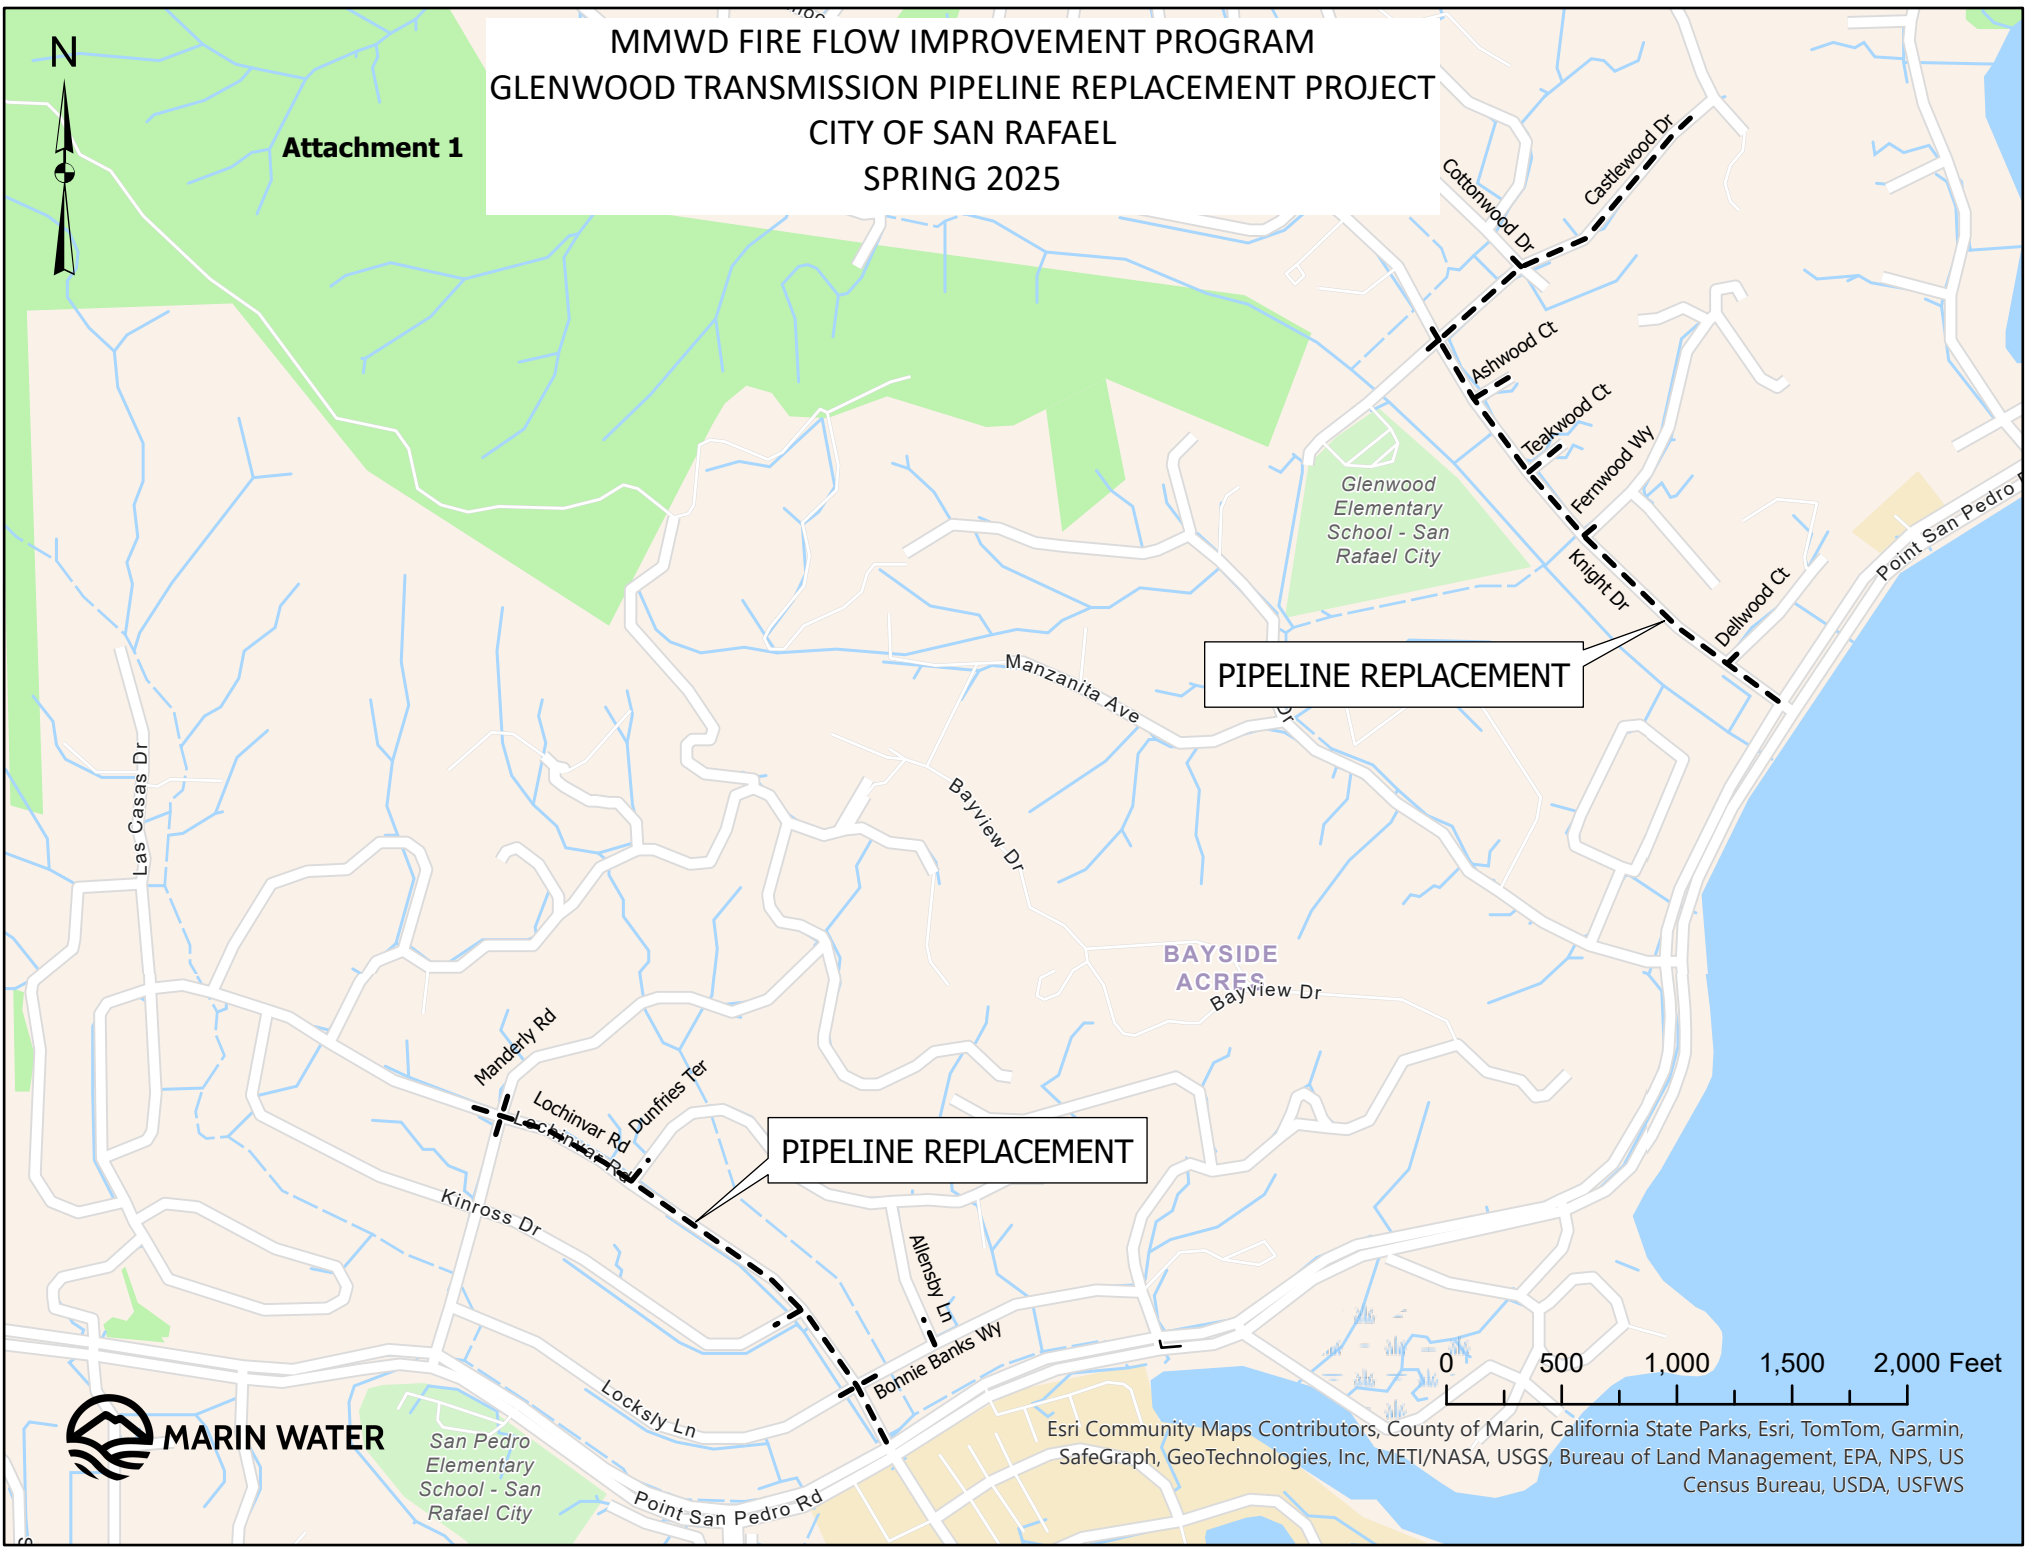 N
Attachment 1
MMWD FIRE FLOW IMPROVEMENT PROGRAM
GLENWOOD TRANSMISSION PIPELINE REPLACEMENT PROJECT
CITY OF SAN RAFAEL
SPRING 2025
Castlewood Dr
Cottonwood Dr
Ashwood Ct
Teakwood Ct
Fernwood Wy
Glenwood
Elementary
School - San
Rafael City
Point San Pedro
Knight Dr
Dellwood Ct
PIPELINE REPLACEMENT
Manzanita Ave
Dr
Las Casas Dr
Bayview Dr
BAYSIDE
ACRES
Bayview Dr
Manderly Rd
Lochinvar Rd
Lochinvar Rd
Dunfries Ter
PIPELINE REPLACEMENT
Kinross Dr
Allensby Ln
Bonnie Banks Wy
Locksly Ln
0 500 1,000 1,500 2,000 Feet
MARIN WATER
San Pedro
Elementary
School - San
Rafael City
Point San Pedro Rd
Esri Community Maps Contributors, County of Marin, California State Parks, Esri, TomTom, Garmin,
SafeGraph, GeoTechnologies, Inc, METI/NASA, USGS, Bureau of Land Management, EPA, NPS, US
Census Bureau, USDA, USFWS